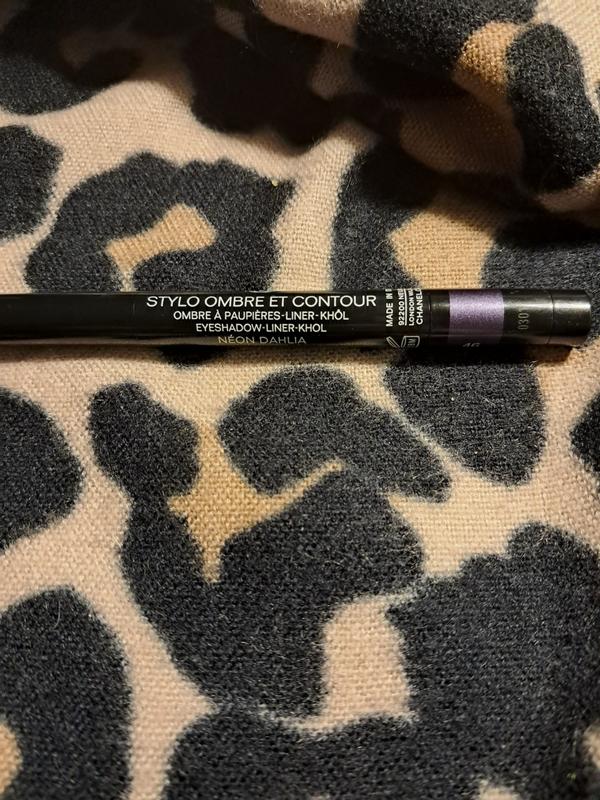 STYLO OMBRE ET CONTOUR
OMBRE À PAUPIÈRES-LINER-KHÔL
EYESHADOW-LINER-KHOL
NÉON DAHLIA
MADE IN
92200
LONDON
CHANEL
46
030